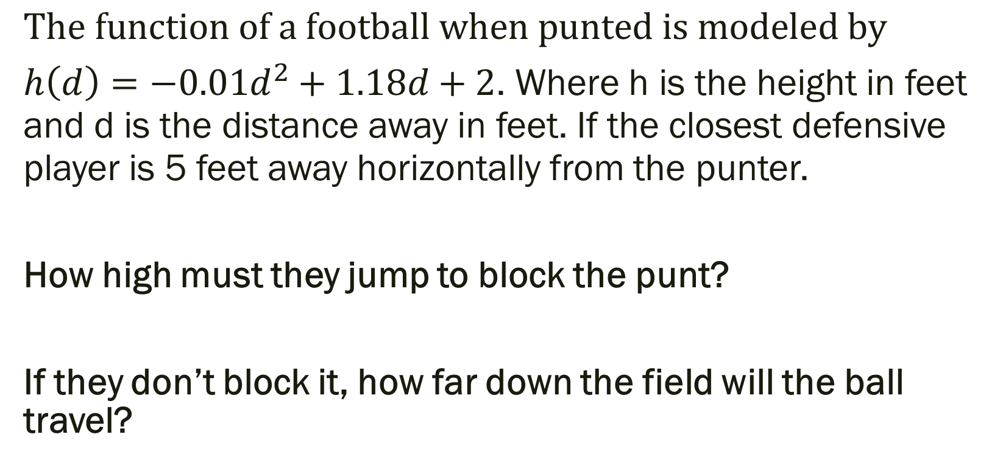 The function of a football when punted is modeled by
h(d) = −0.01d² + 1.18d + 2. Where h is the height in feet
and d is the distance away in feet. If the closest defensive
player is 5 feet away horizontally from the punter.
How high must they jump to block the punt?
If they don’t block it, how far down the field will the ball
travel?